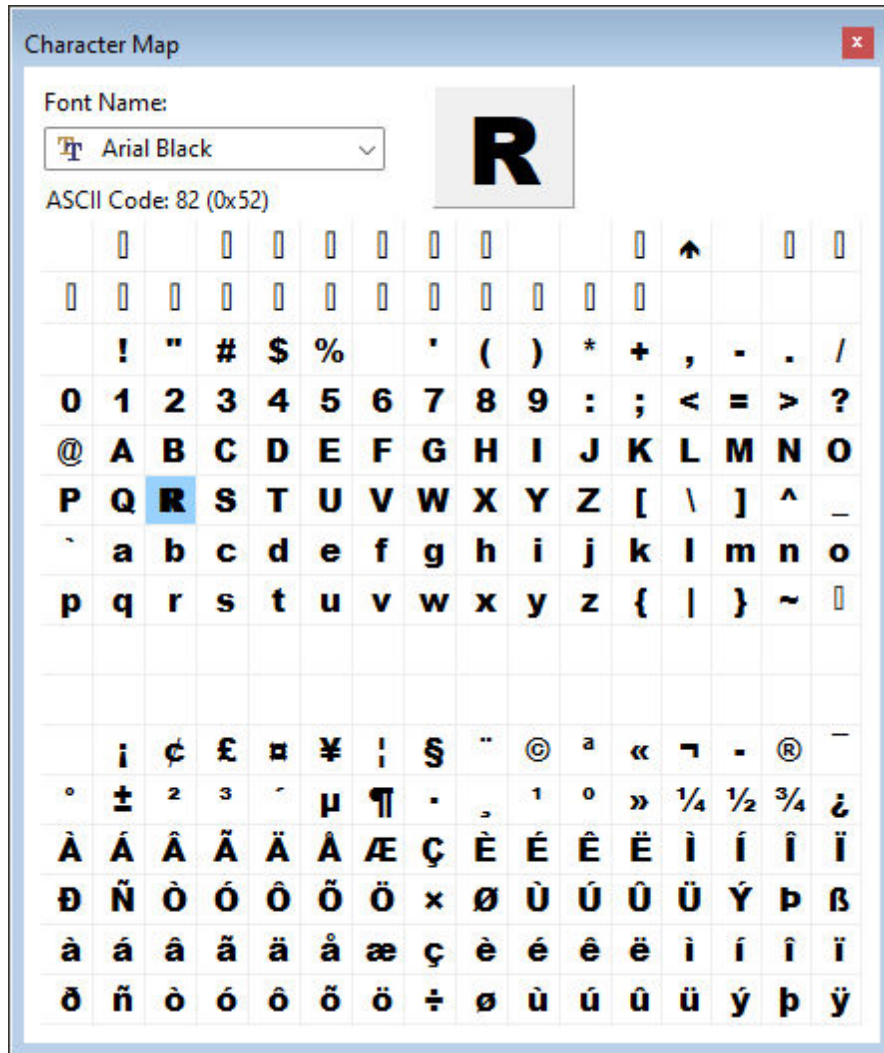 Character Map
x
Font Name:
Arial Black
R
ASCII Code: 82 (0x52)
! " # $ % ' ( ) * + , - . /
0 1 2 3 4 5 6 7 8 9 : ; < = > ?
@ A B C D E F G H I J K L M N O
P Q R S T U V W X Y Z [ \ ] ^ _
` a b c d e f g h i j k l m n o
p q r s t u v w x y z { | } ~
¡ ¢ £ ¤ ¥ ¦ § ¨ © ª « ¬ - ® ¯
° ± ² ³ ´ µ ¶ · ¸ ¹ º » ¼ ½ ¾ ¿
À Á Â Ã Ä Å Æ Ç È É Ê Ë Ì Í Î Ï
Ð Ñ Ò Ó Ô Õ Ö × Ø Ù Ú Û Ü Ý Þ ß
à á â ã ä å æ ç è é ê ë ì í î ï
ð ñ ò ó ô õ ö ÷ ø ù ú û ü ý þ ÿ